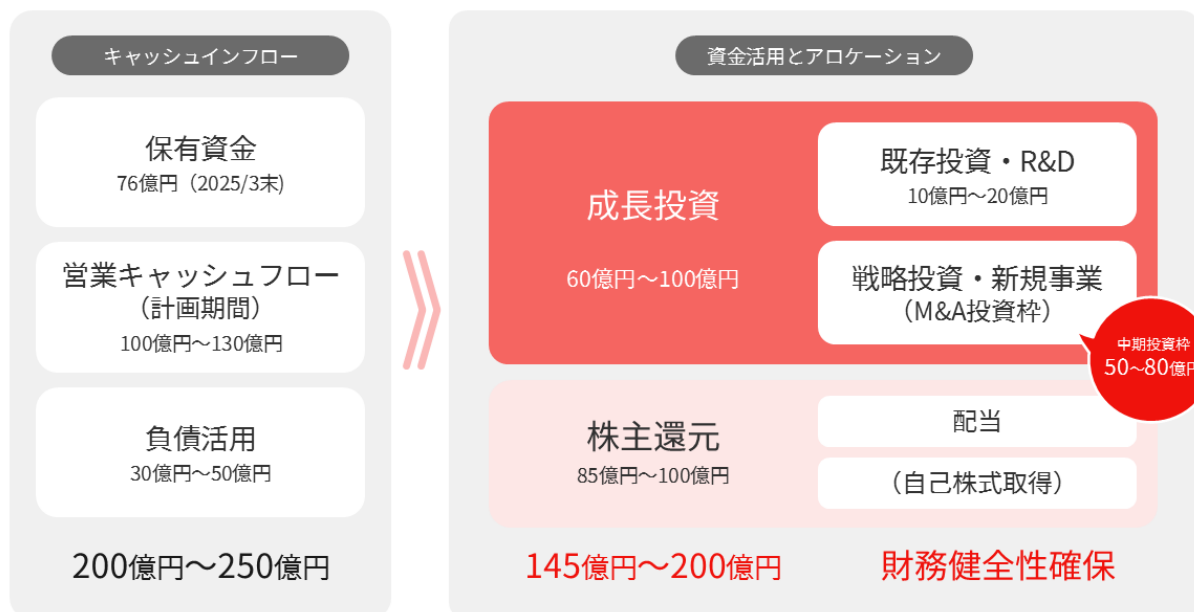 キャッシュインフロー
保有資金
76億円（2025/3末)
営業キャッシュフロー
（計画期間）
100億円～130億円
負債活用
30億円～50億円
200億円～250億円
資金活用とアロケーション
成長投資
60億円～100億円
既存投資・R&D
10億円～20億円
戦略投資・新規事業
（M&A投資枠）
中期投資枠
50～80億円
株主還元
85億円～100億円
配当
（自己株式取得）
145億円～200億円
財務健全性確保